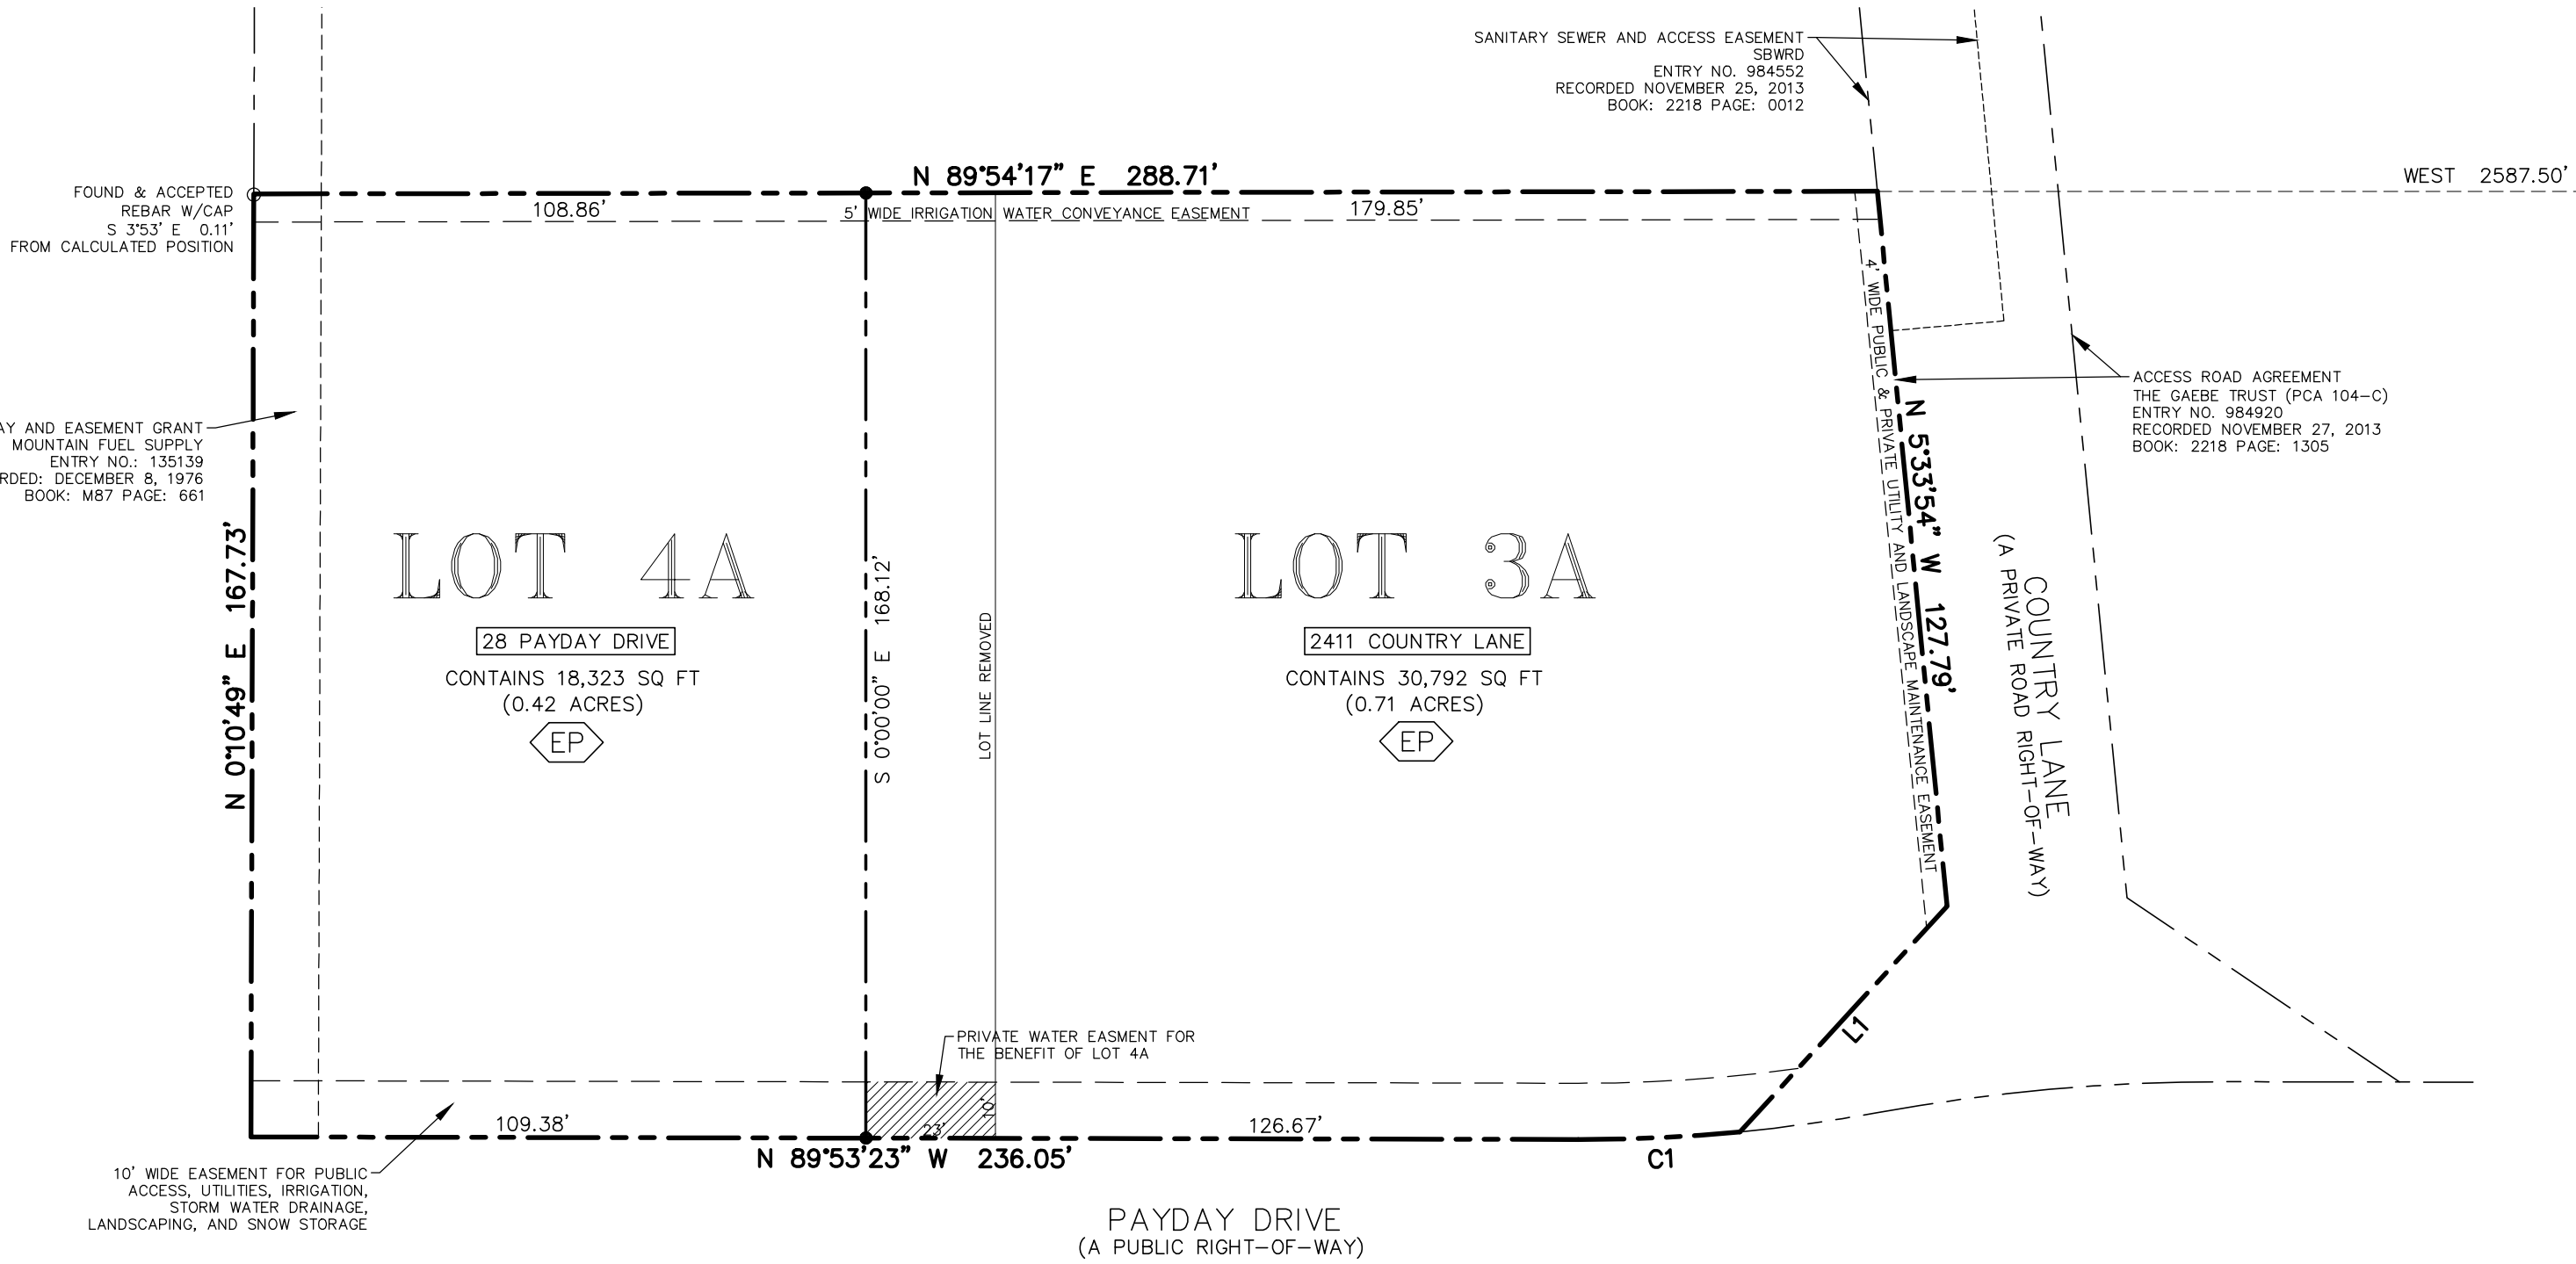 SANITARY SEWER AND ACCESS EASEMENT
SBWRD
ENTRY NO. 984552
RECORDED NOVEMBER 25, 2013
BOOK: 2218 PAGE: 0012
N 89°54'17" E 288.71'
WEST 2587.50'
FOUND & ACCEPTED
REBAR W/CAP
S 3°53' E 0.11'
FROM CALCULATED POSITION
108.86'
5' WIDE IRRIGATION WATER CONVEYANCE EASEMENT
179.85'
4' WIDE PUBLIC & PRIVATE UTILITY AND LANDSCAPE MAINTENANCE EASEMENT
N 5°33'54" W 127.79'
ACCESS ROAD AGREEMENT
THE GAEBE TRUST (PCA 104-C)
ENTRY NO. 984920
RECORDED NOVEMBER 27, 2013
BOOK: 2218 PAGE: 1305
AY AND EASEMENT GRANT
MOUNTAIN FUEL SUPPLY
ENTRY NO.: 135139
RDED: DECEMBER 8, 1976
BOOK: M87 PAGE: 661
N 0°10'49" E 167.73'
LOT 4A
28 PAYDAY DRIVE
CONTAINS 18,323 SQ FT
(0.42 ACRES)
EP
S 0°00'00" E 168.12'
LOT LINE REMOVED
LOT 3A
2411 COUNTRY LANE
CONTAINS 30,792 SQ FT
(0.71 ACRES)
EP
COUNTRY LANE
(A PRIVATE ROAD RIGHT-OF-WAY)
L1
PRIVATE WATER EASMENT FOR
THE BENEFIT OF LOT 4A
10'
23'
109.38'
126.67'
N 89°53'23" W 236.05'
C1
10' WIDE EASEMENT FOR PUBLIC
ACCESS, UTILITIES, IRRIGATION,
STORM WATER DRAINAGE,
LANDSCAPING, AND SNOW STORAGE
PAYDAY DRIVE
(A PUBLIC RIGHT-OF-WAY)